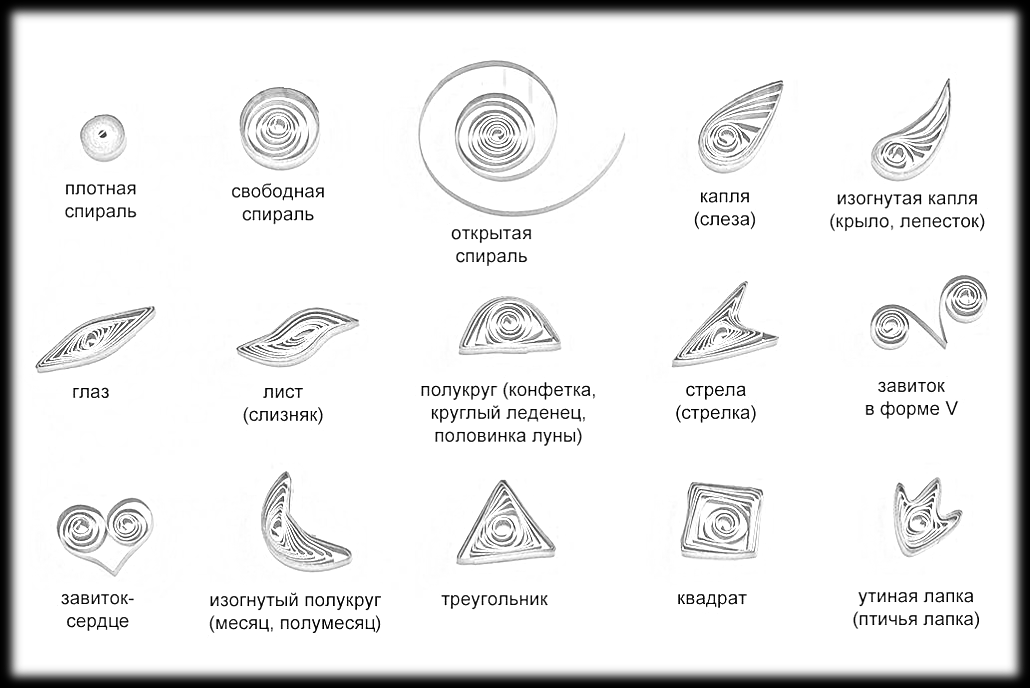 плотная
спираль
свободная
спираль
открытая
спираль
капля
(слеза)
изогнутая капля
(крыло, лепесток)
глаз
лист
(слизняк)
полукруг (конфетка,
круглый леденец,
половинка луны)
стрела
(стрелка)
завиток
в форме V
завиток-
сердце
изогнутый полукруг
(месяц, полумесяц)
треугольник
квадрат
утиная лапка
(птичья лапка)